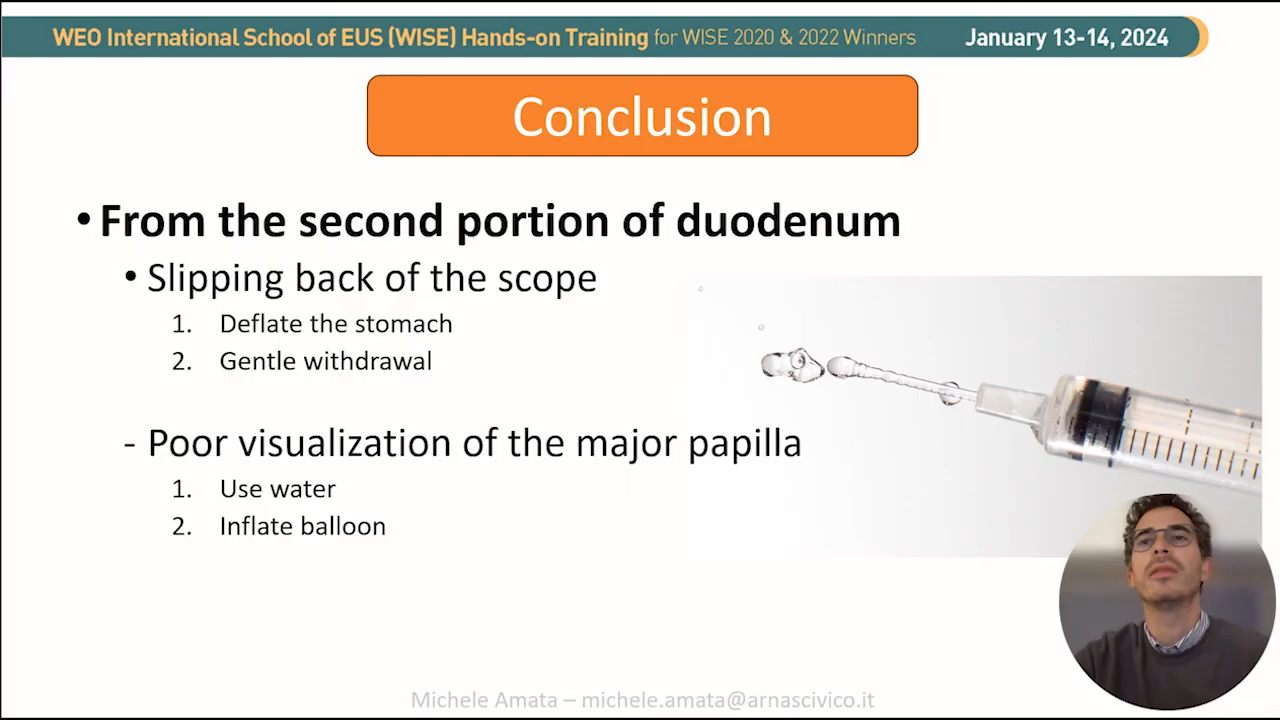 WEO International School of EUS (WISE) Hands-on Training for WISE 2020 & 2022 Winners January 13-14, 2024
Conclusion
• From the second portion of duodenum
• Slipping back of the scope
1. Deflate the stomach
2. Gentle withdrawal
- Poor visualization of the major papilla
1. Use water
2. Inflate balloon
Michele Amata – michele.amata@arnascivico.it